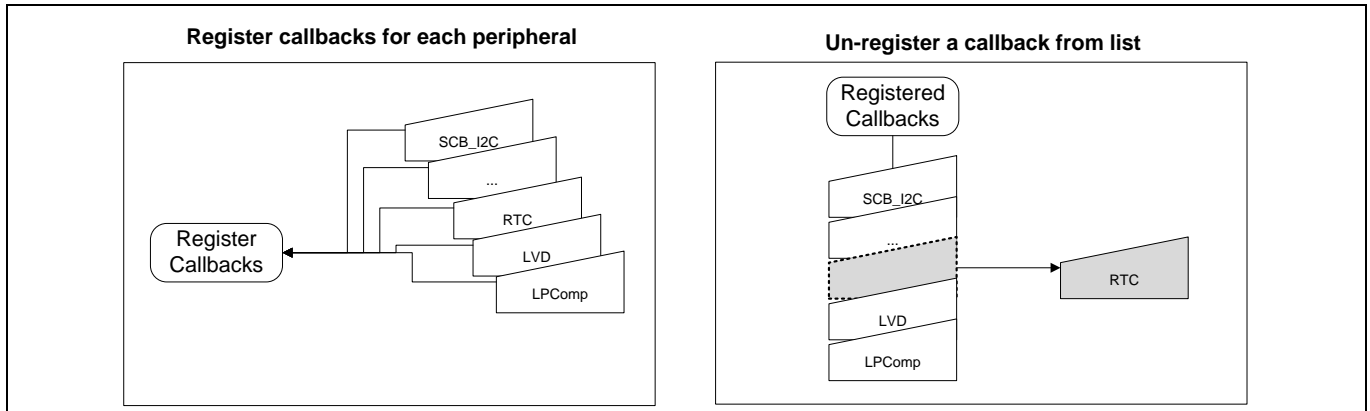 Register callbacks for each peripheral
SCB_I2C
...
RTC
LVD
LPComp
Register
Callbacks
Un-register a callback from list
Registered
Callbacks
SCB_I2C
...
LVD
LPComp
RTC